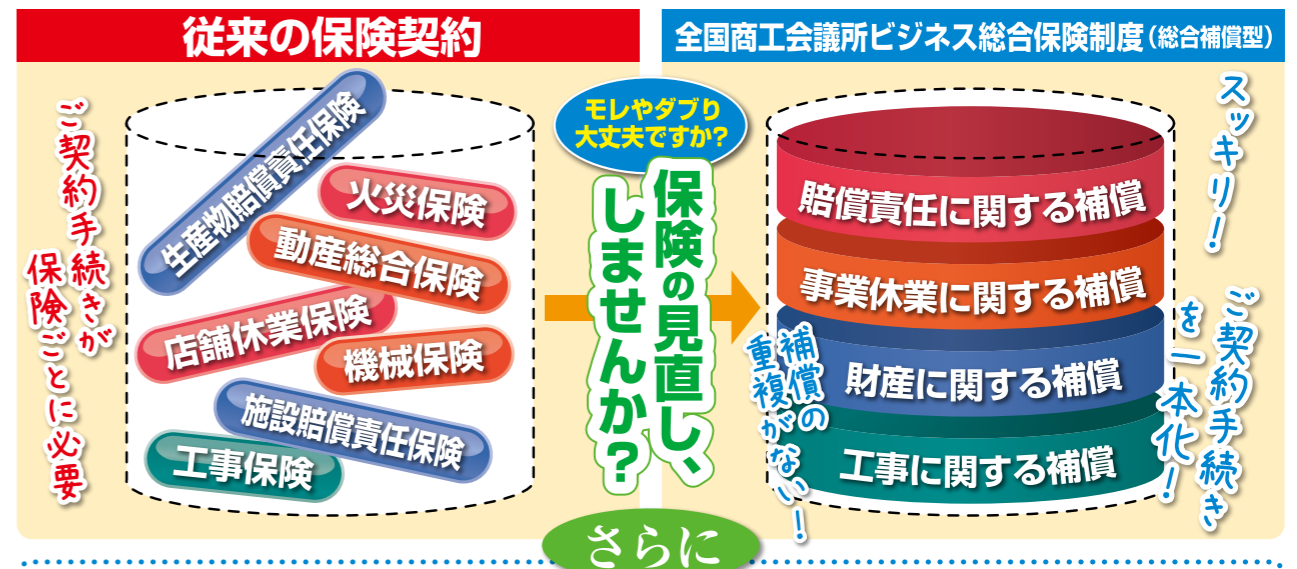 従来の保険契約
ご契約手続きが
保険ごとに必要
生産物賠償責任保険
火災保険
動産総合保険
店舗休業保険
機械保険
施設賠償責任保険
工事保険
モレやダブり
大丈夫ですか？
保険の見直し、
しませんか？
全国商工会議所ビジネス総合保険制度（総合補償型）
スッキリ！
賠償責任に関する補償
事業休業に関する補償
財産に関する補償
工事に関する補償
補償の
重複がない！
ご契約手続き
を一本化！
さらに